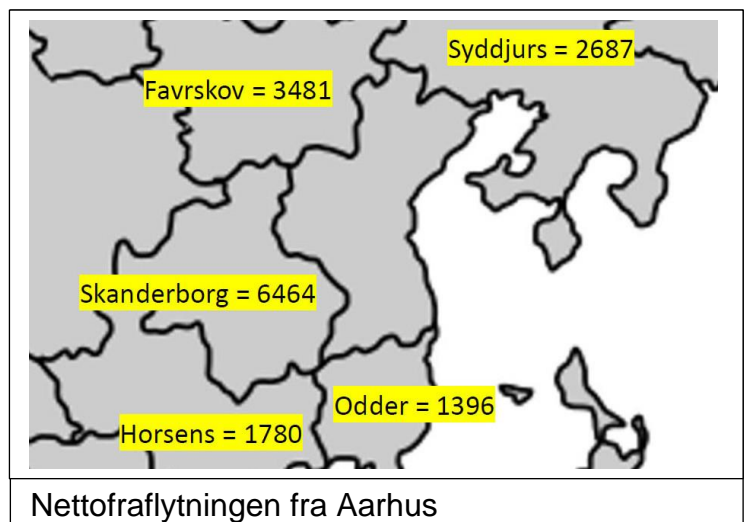 Syddjurs = 2687
Favrskov = 3481
Skanderborg = 6464
Odder = 1396
Horsens = 1780
Nettofraflytningen fra Aarhus